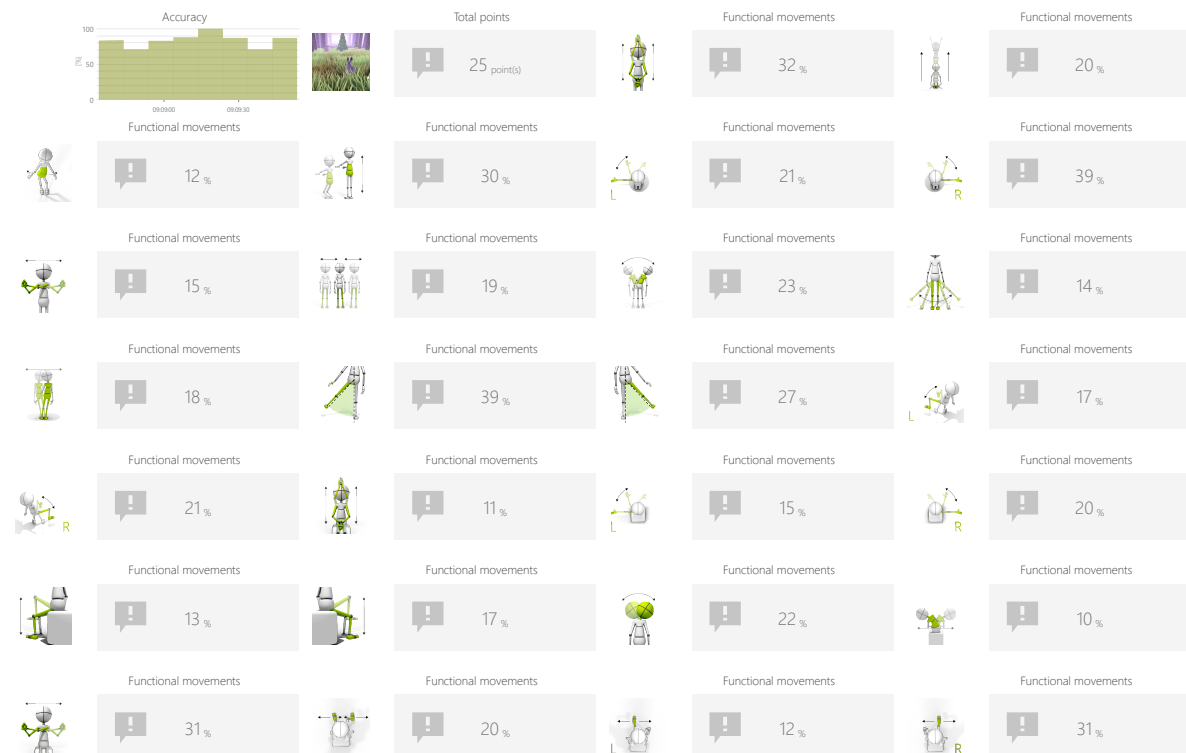 Accuracy
Total points
Functional movements
Functional movements
100
[%]
50
0
09:09:00
09:09:30
25 point(s)
32 %
20 %
Functional movements
Functional movements
Functional movements
Functional movements
12 %
30 %
L
21 %
R
39 %
Functional movements
Functional movements
Functional movements
Functional movements
15 %
19 %
23 %
14 %
Functional movements
Functional movements
Functional movements
Functional movements
18 %
39 %
27 %
L
17 %
Functional movements
Functional movements
Functional movements
Functional movements
R
21 %
11 %
L
15 %
R
20 %
Functional movements
Functional movements
Functional movements
Functional movements
13 %
17 %
22 %
10 %
Functional movements
Functional movements
Functional movements
Functional movements
31 %
20 %
L
12 %
R
31 %